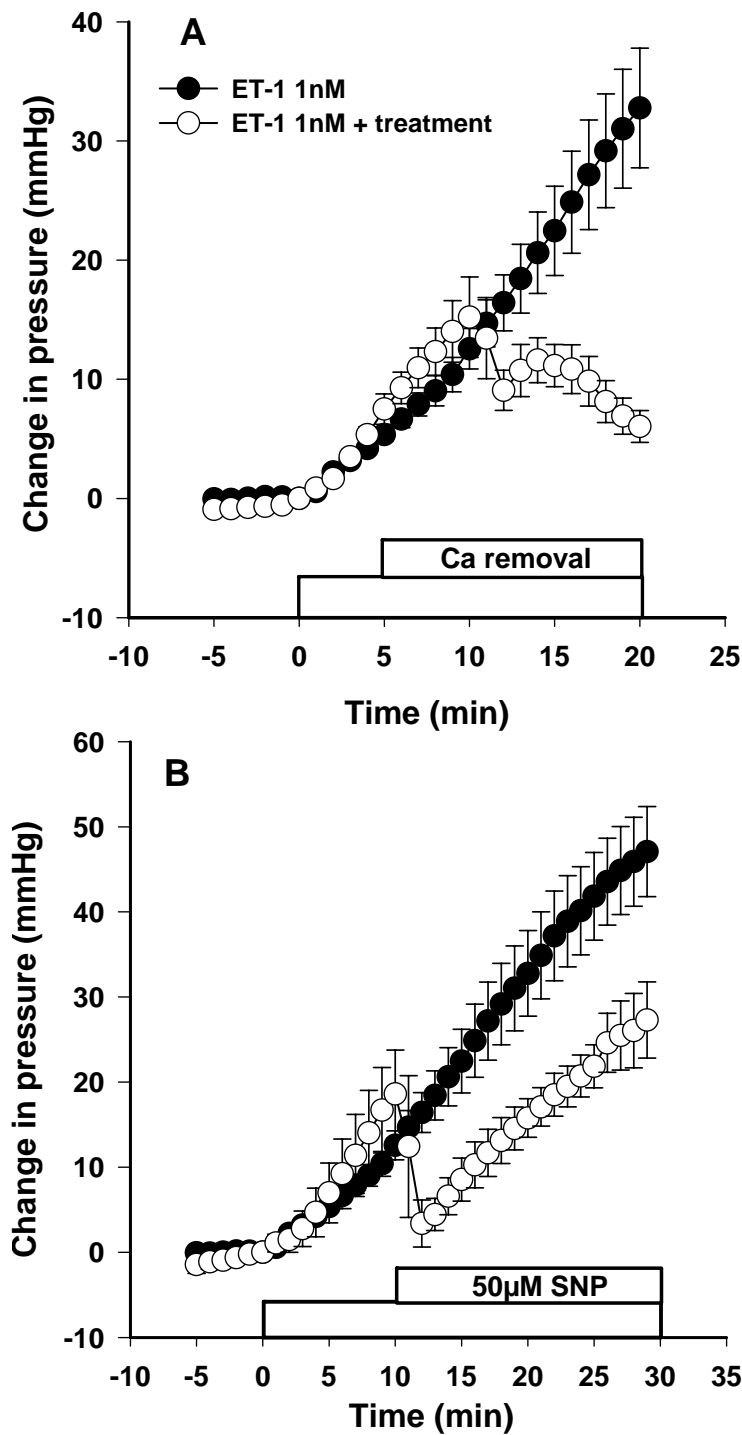 A
ET-1 1nM
ET-1 1nM + treatment
Change in pressure (mmHg)
40
30
20
10
0
-10
Ca removal
-10 -5 0 5 10 15 20 25
Time (min)
B
Change in pressure (mmHg)
60
50
40
30
20
10
0
-10
50µM SNP
-10 -5 0 5 10 15 20 25 30 35
Time (min)